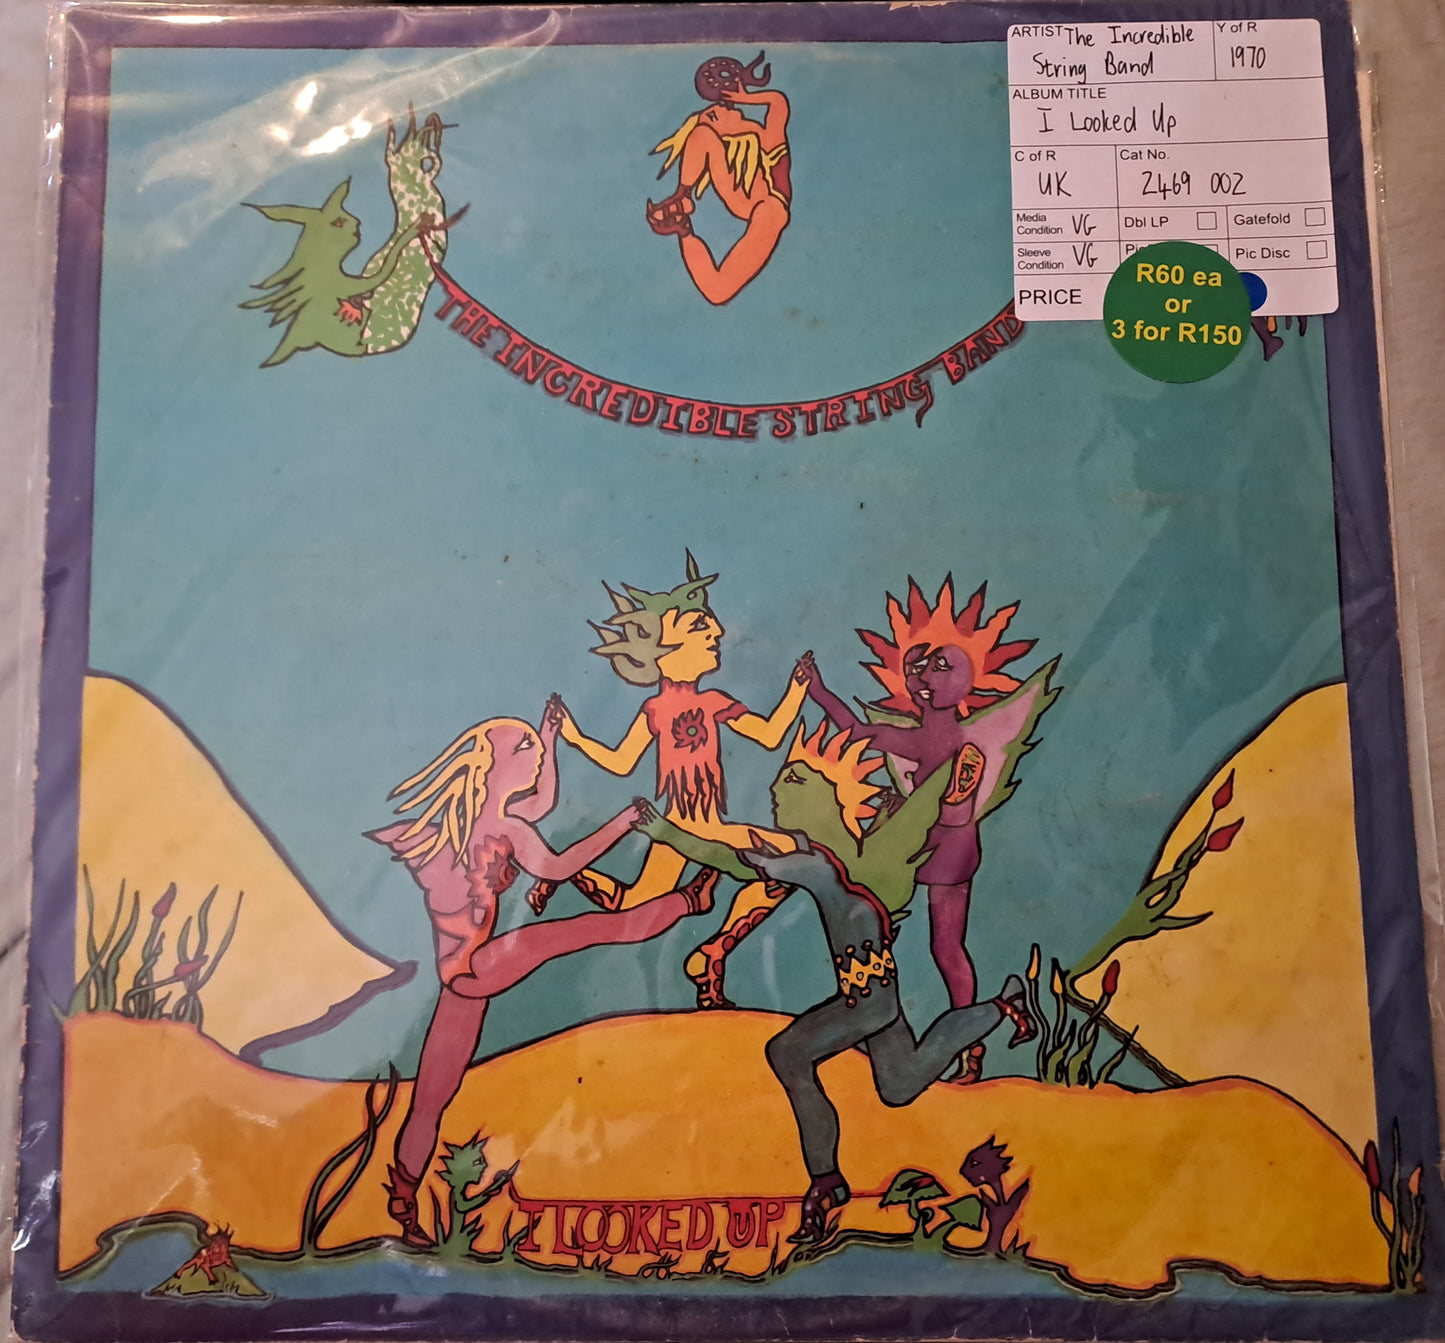 ARTIST The Incredible
String Band
Y of R
1970
ALBUM TITLE
I Looked Up
C of R
UK
Cat No.
2469 002
Media
Condition VG
Dbl LP
Gatefold
Sleeve
Condition VG
Pic Disc
PRICE
R60 ea
or
3 for R150
THE INCREDIBLE STRING BAND
I LOOKED UP